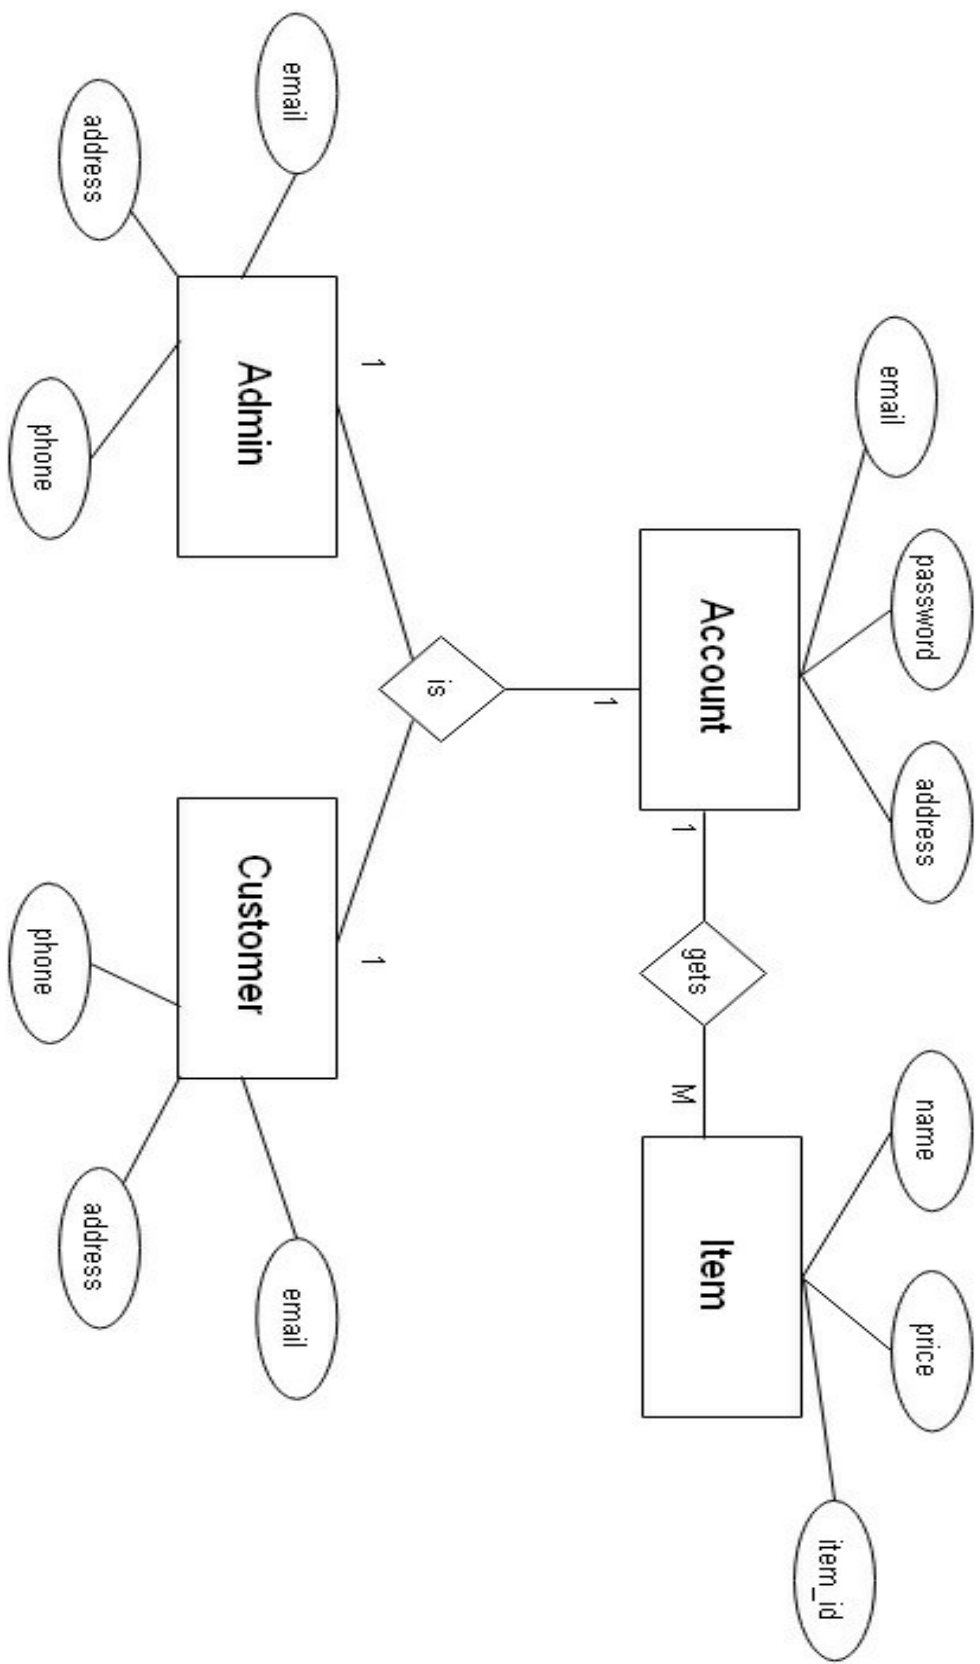 email
password
address
name
price
item_id
Account
1
gets
M
Item
1
is
1
1
Admin
Customer
email
address
phone
phone
address
email